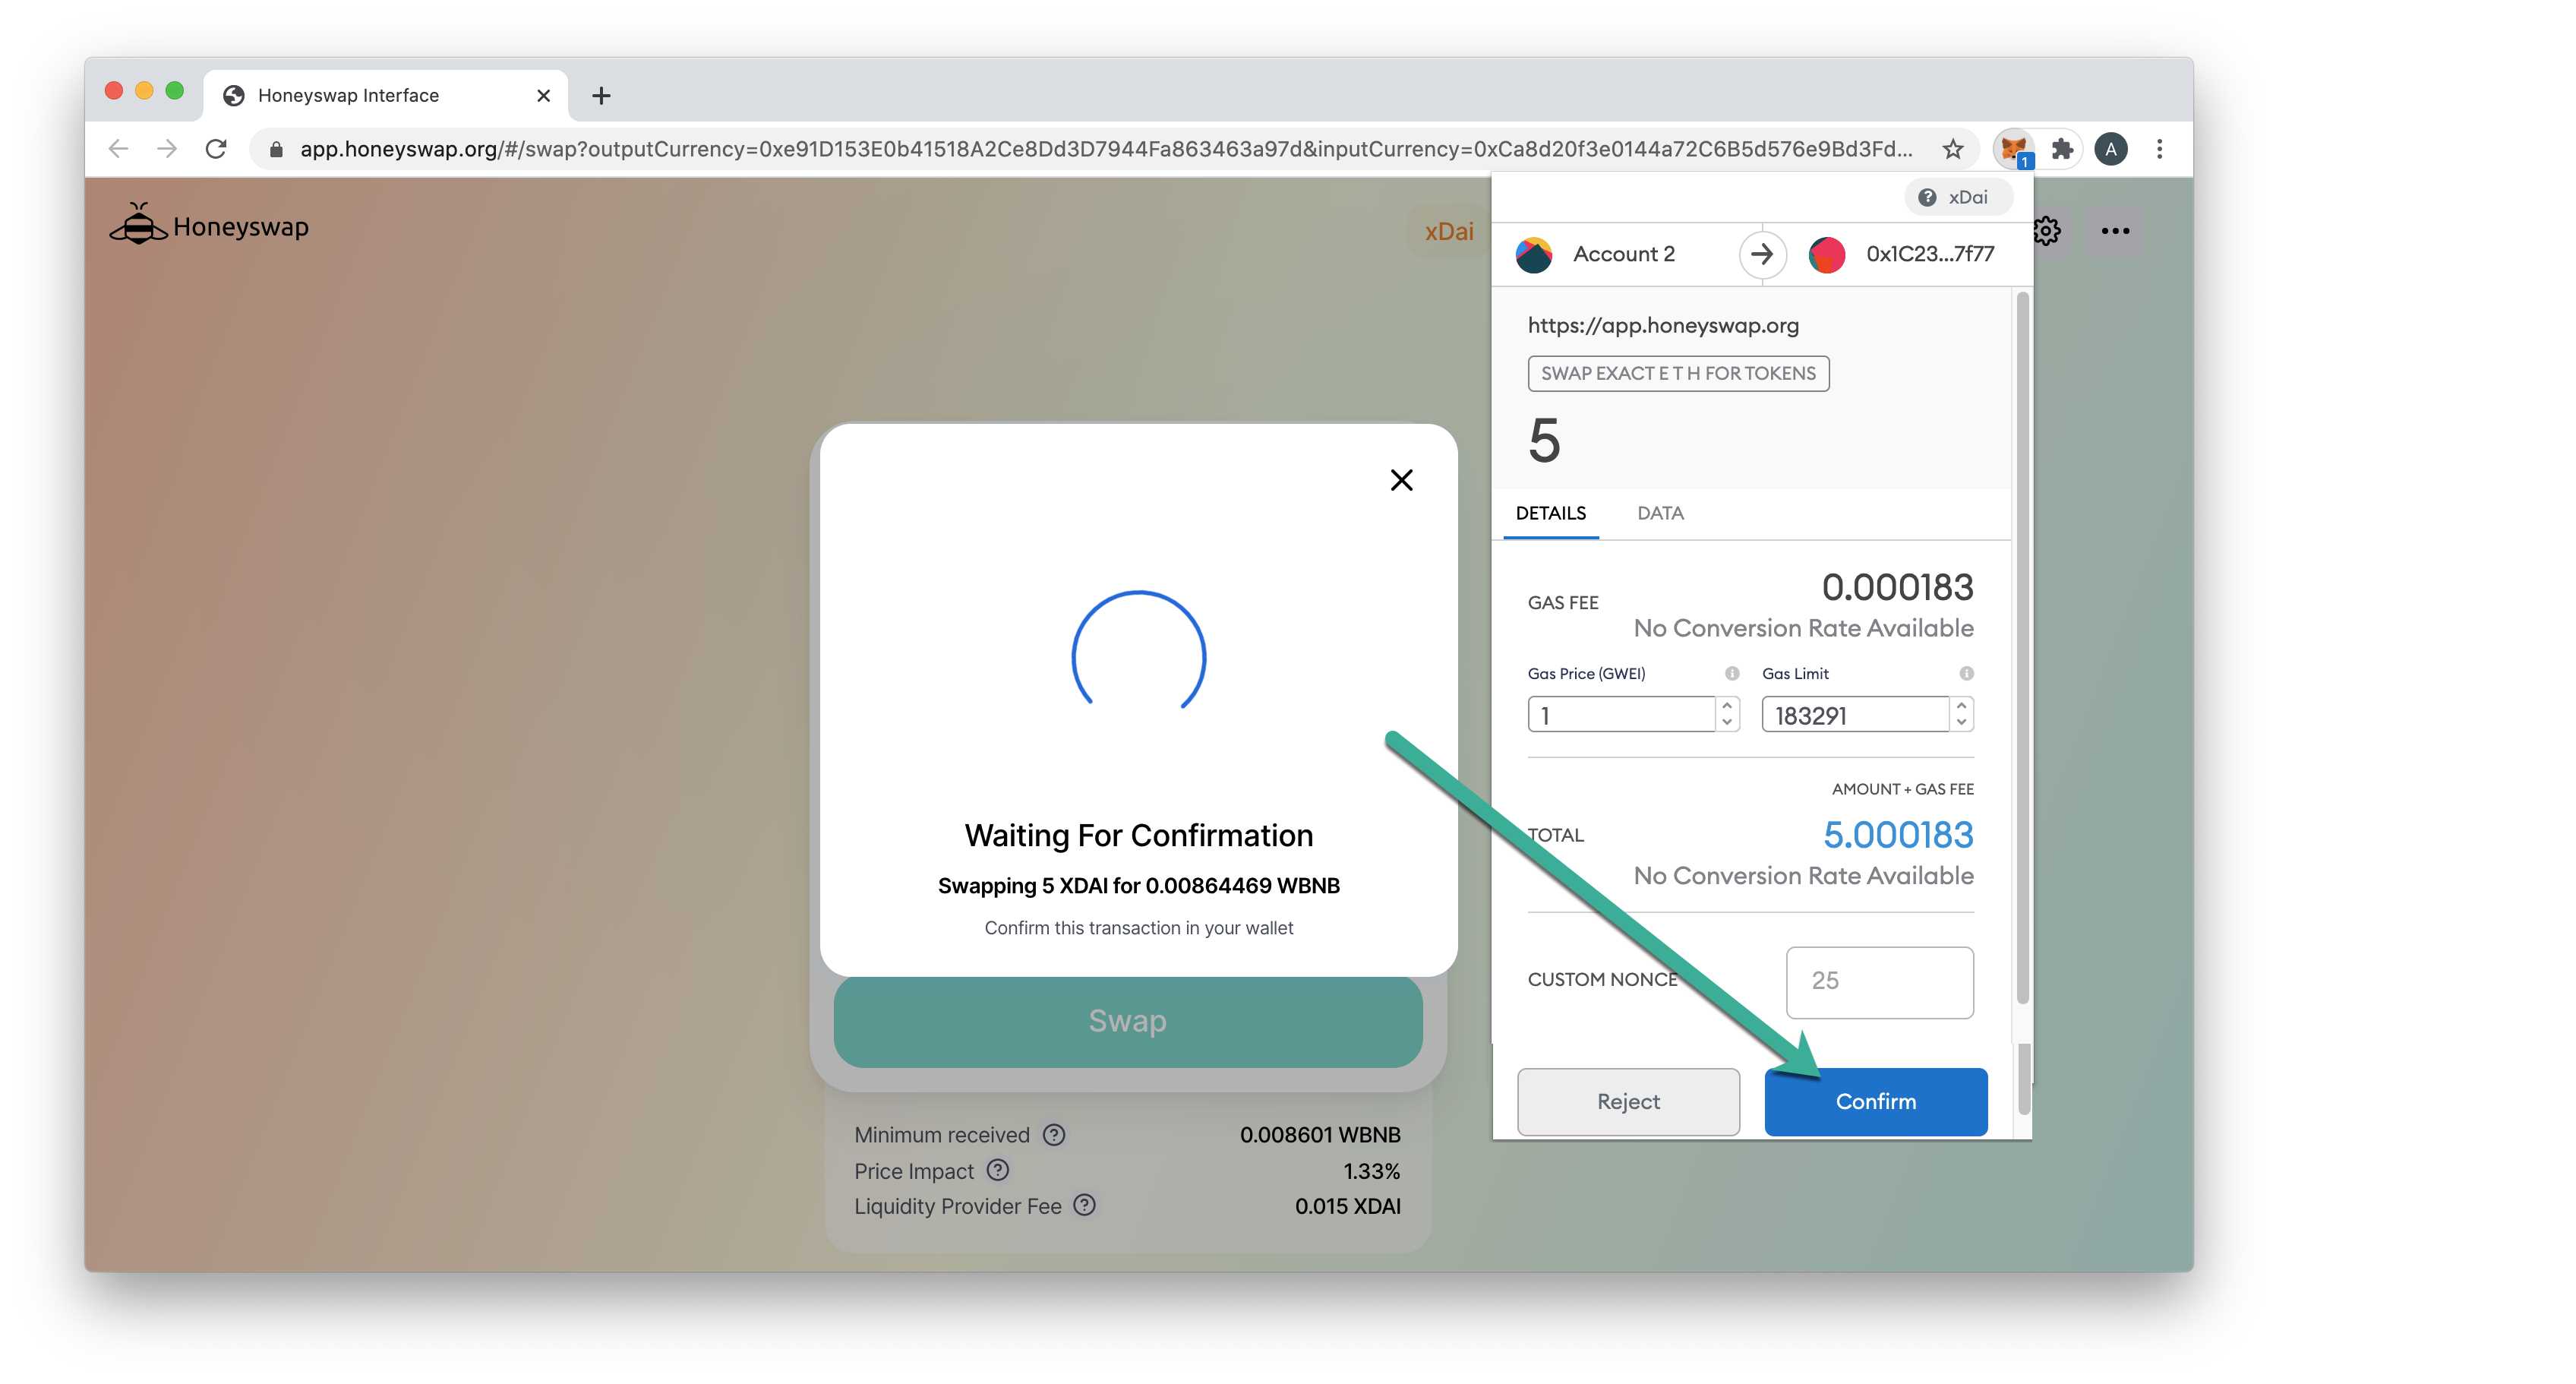 Honeyswap Interface
app.honeyswap.org/#/swap?outputCurrency=0xe91D153E0b41518A2Ce8Dd3D7944Fa863463a97d&inputCurrency=0xCa8d20f3e0144a72C6B5d576e9Bd3Fd...
1
A
Honeyswap
xDai
xDai
Account 2
0x1C23...7f77
https://app.honeyswap.org
SWAP EXACT E T H FOR TOKENS
5
DETAILS
DATA
GAS FEE
0.000183
No Conversion Rate Available
Gas Price (GWEI)
Gas Limit
1
183291
AMOUNT + GAS FEE
TOTAL
5.000183
No Conversion Rate Available
CUSTOM NONCE
25
Reject
Confirm
Waiting For Confirmation
Swapping 5 XDAI for 0.00864469 WBNB
Confirm this transaction in your wallet
Swap
Minimum received
0.008601 WBNB
Price Impact
1.33%
Liquidity Provider Fee
0.015 XDAI